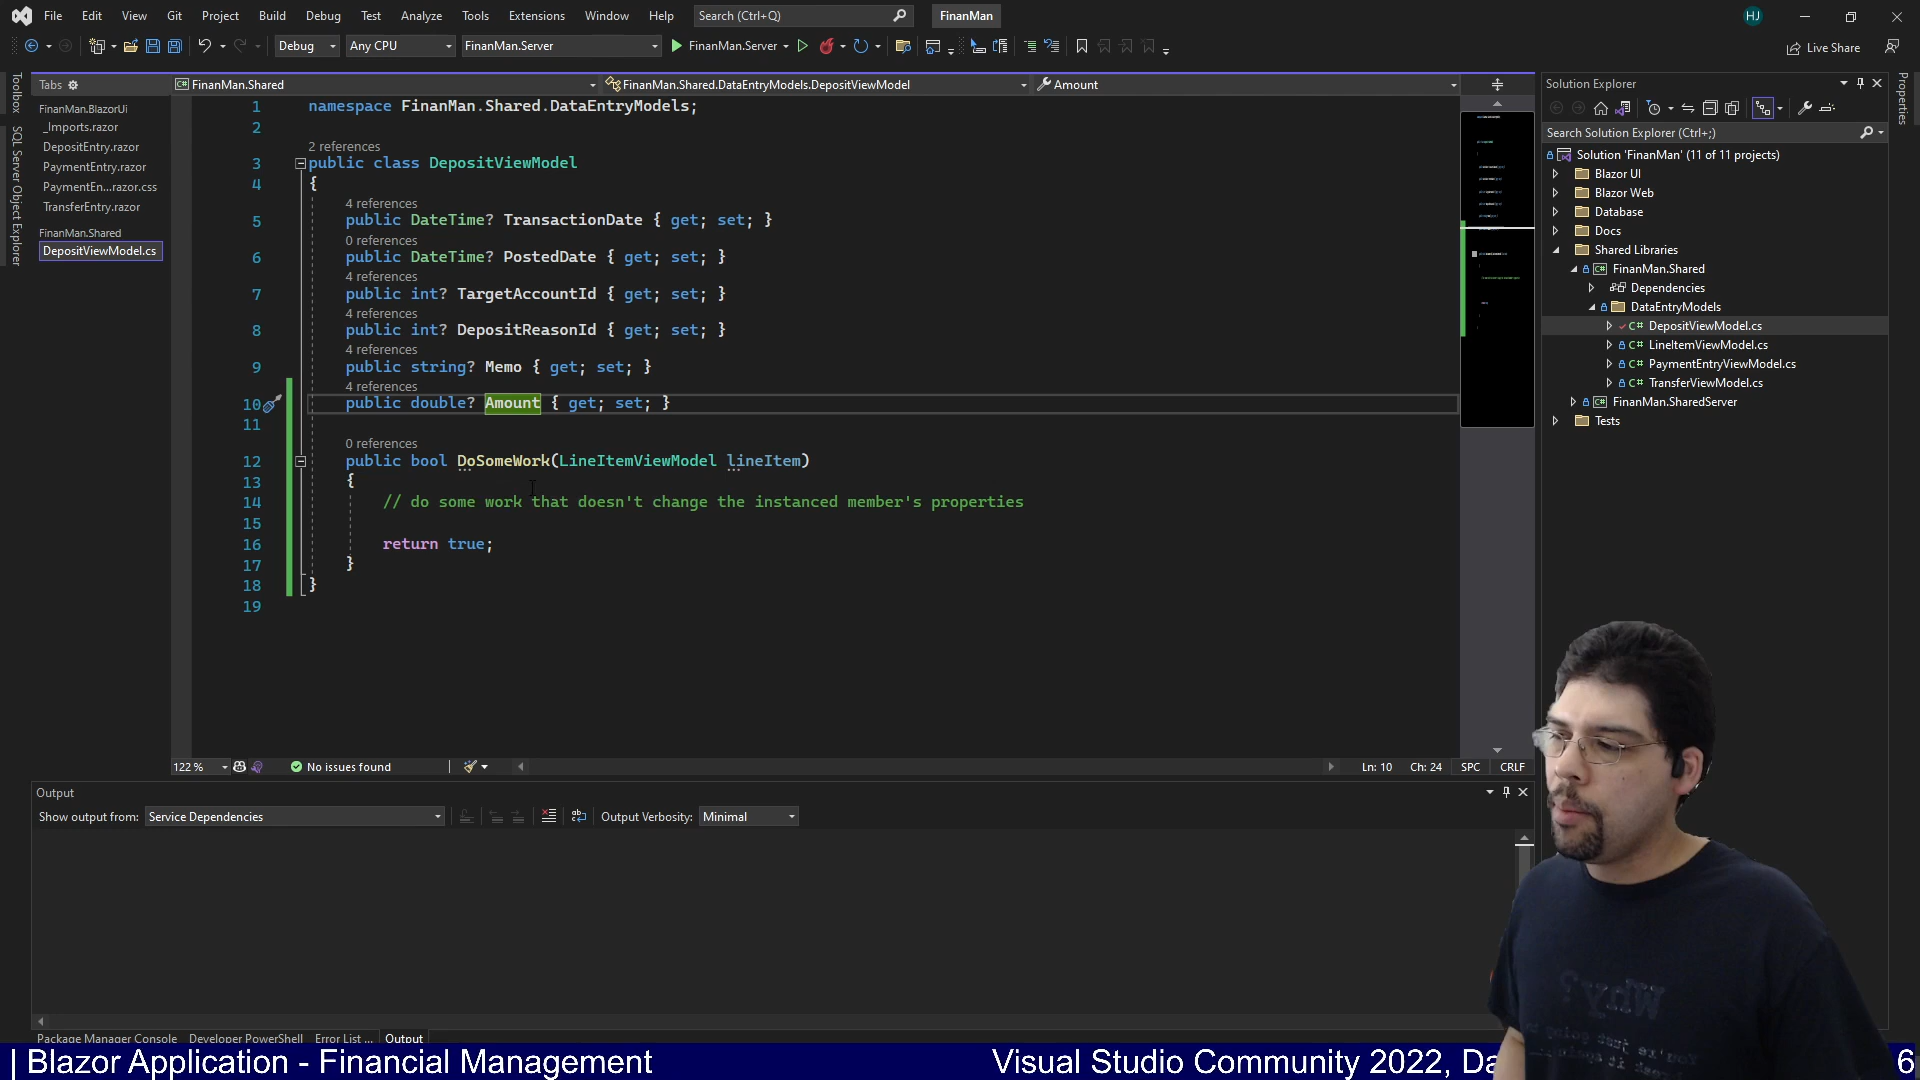 File Edit View Git Project Build Debug Test Analyze Tools Extensions Window Help Search (Ctrl+Q) FinanMan HJ
Debug Any CPU FinanMan.Server FinanMan.Server Live Share
Toolbox
SQL Server Object Explorer
Tabs
FinanMan.BlazorUi
_Imports.razor
DepositEntry.razor
PaymentEntry.razor
PaymentEn...razor.css
TransferEntry.razor
FinanMan.Shared
DepositViewModel.cs
FinanMan.Shared FinanMan.Shared.DataEntryModels.DepositViewModel Amount
1 namespace FinanMan.Shared.DataEntryModels;
2
2 references
3 public class DepositViewModel
4 {
4 references
5 public DateTime? TransactionDate { get; set; }
0 references
6 public DateTime? PostedDate { get; set; }
4 references
7 public int? TargetAccountId { get; set; }
4 references
8 public int? DepositReasonId { get; set; }
4 references
9 public string? Memo { get; set; }
4 references
10 public double? Amount { get; set; }
11
0 references
12 public bool DoSomeWork(LineItemViewModel lineItem)
13 {
14 // do some work that doesn't change the instanced member's properties
15
16 return true;
17 }
18 }
19
122 % No issues found Ln: 10 Ch: 24 SPC CRLF
Output
Show output from: Service Dependencies Output Verbosity: Minimal
Package Manager Console Developer PowerShell Error List ... Output
Solution Explorer
Search Solution Explorer (Ctrl+;)
Solution 'FinanMan' (11 of 11 projects)
Blazor UI
Blazor Web
Database
Docs
Shared Libraries
FinanMan.Shared
Dependencies
DataEntryModels
C# DepositViewModel.cs
C# LineItemViewModel.cs
C# PaymentEntryViewModel.cs
C# TransferViewModel.cs
FinanMan.SharedServer
Tests
Properties
| Blazor Application - Financial Management Visual Studio Community 2022, Da 6